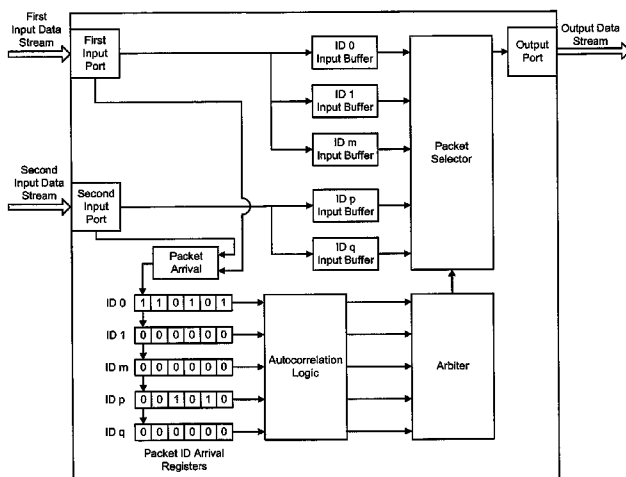 First
Input Data
Stream
First
Input
Port
ID 0
Input Buffer
ID 1
Input Buffer
ID m
Input Buffer
Packet
Selector
Output
Port
Output Data
Stream
Second
Input Data
Stream
Second
Input
Port
ID p
Input Buffer
ID q
Input Buffer
Packet
Arrival
ID 0 1 1 0 1 0 1
ID 1 0 0 0 0 0 0
ID m 0 0 0 0 0 0
ID p 0 0 1 0 1 0
ID q 0 0 0 0 0 0
Packet ID Arrival
Registers
Autocorrelation
Logic
Arbiter